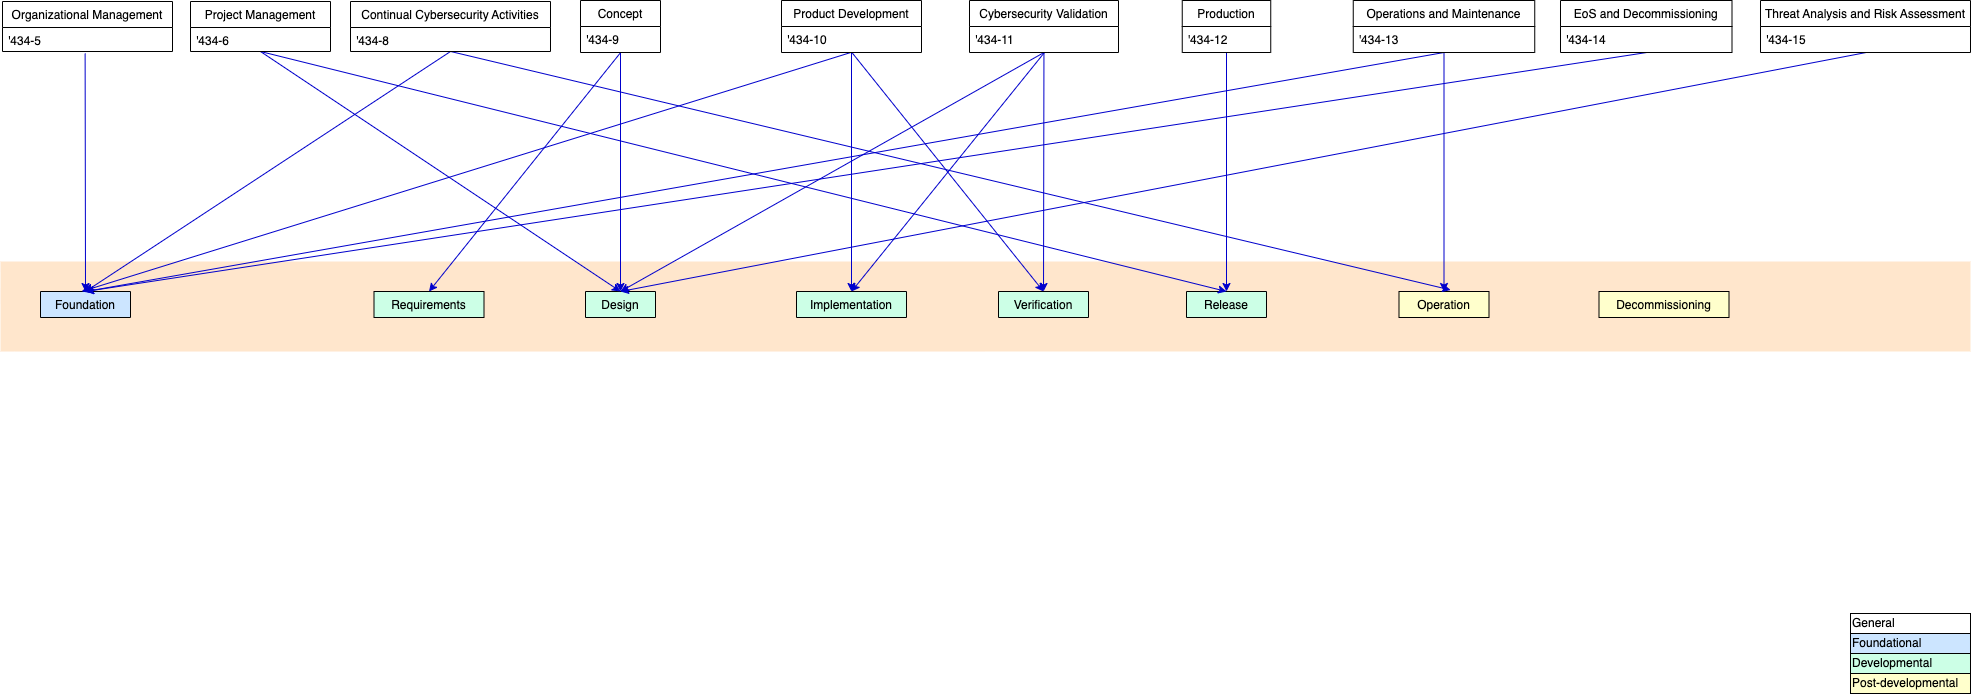 Organizational Management
'434-5
Project Management
'434-6
Continual Cybersecurity Activities
'434-8
Concept
'434-9
Product Development
'434-10
Cybersecurity Validation
'434-11
Production
'434-12
Operations and Maintenance
'434-13
EoS and Decommissioning
'434-14
Threat Analysis and Risk Assessment
'434-15
Foundation
Requirements
Design
Implementation
Verification
Release
Operation
Decommissioning
General
Foundational
Developmental
Post-developmental